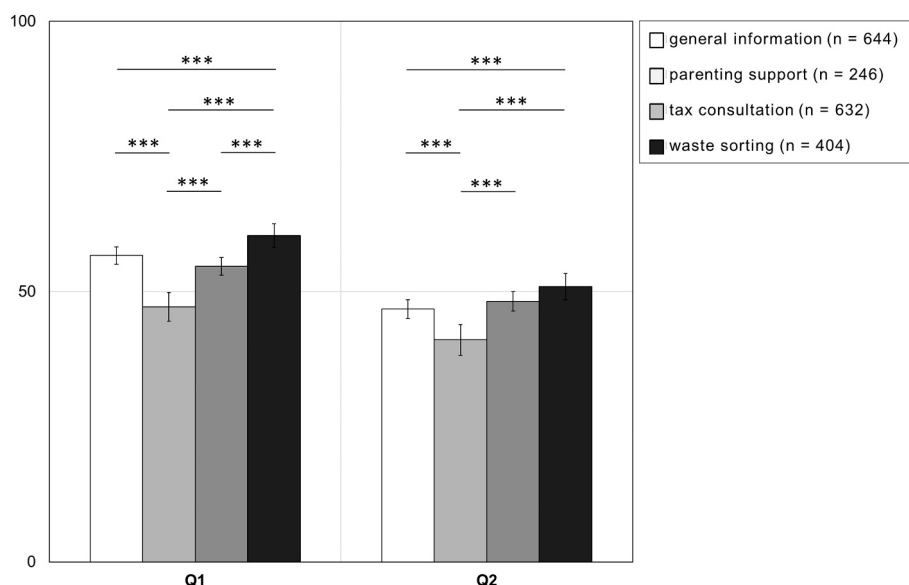 100
50
0
***
***
***
***
***
***
***
***
***
Q1
Q2
general information (n = 644)
parenting support (n = 246)
tax consultation (n = 632)
waste sorting (n = 404)